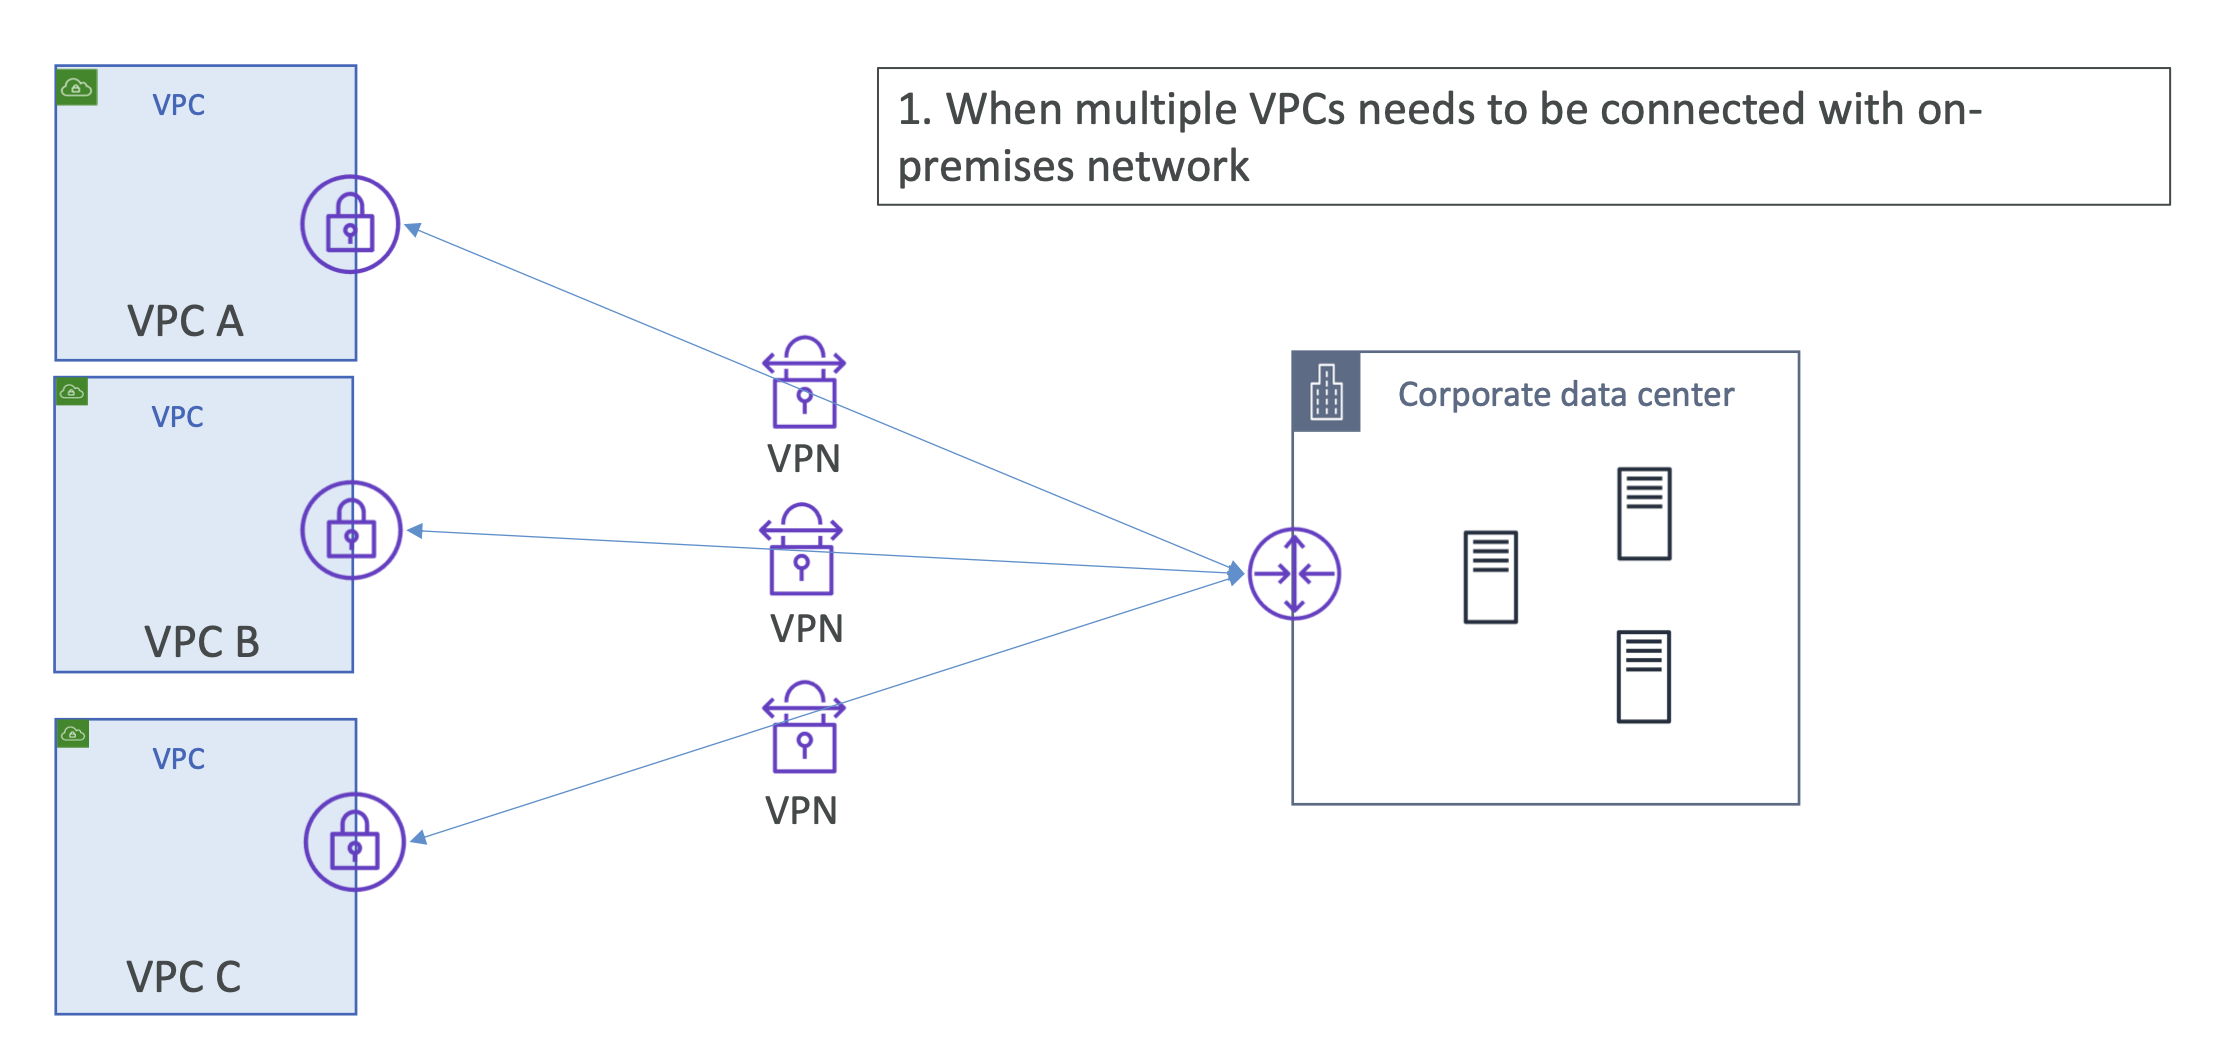 VPC
VPC A
1. When multiple VPCs needs to be connected with on-
premises network
VPC
VPC B
VPC
VPC C
VPN
VPN
VPN
Corporate data center